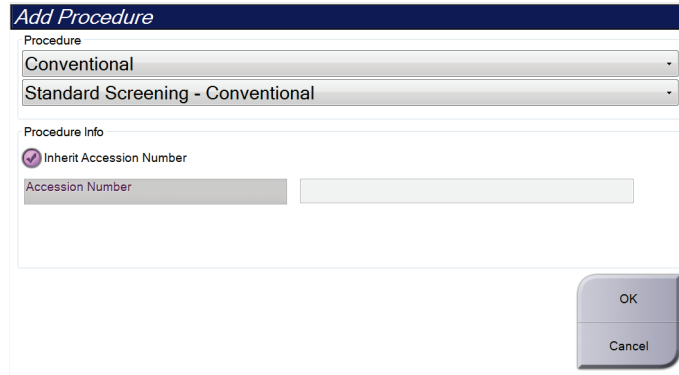 Add Procedure
Procedure
Conventional
Standard Screening - Conventional
Procedure Info
Inherit Accession Number
Accession Number
OK
Cancel